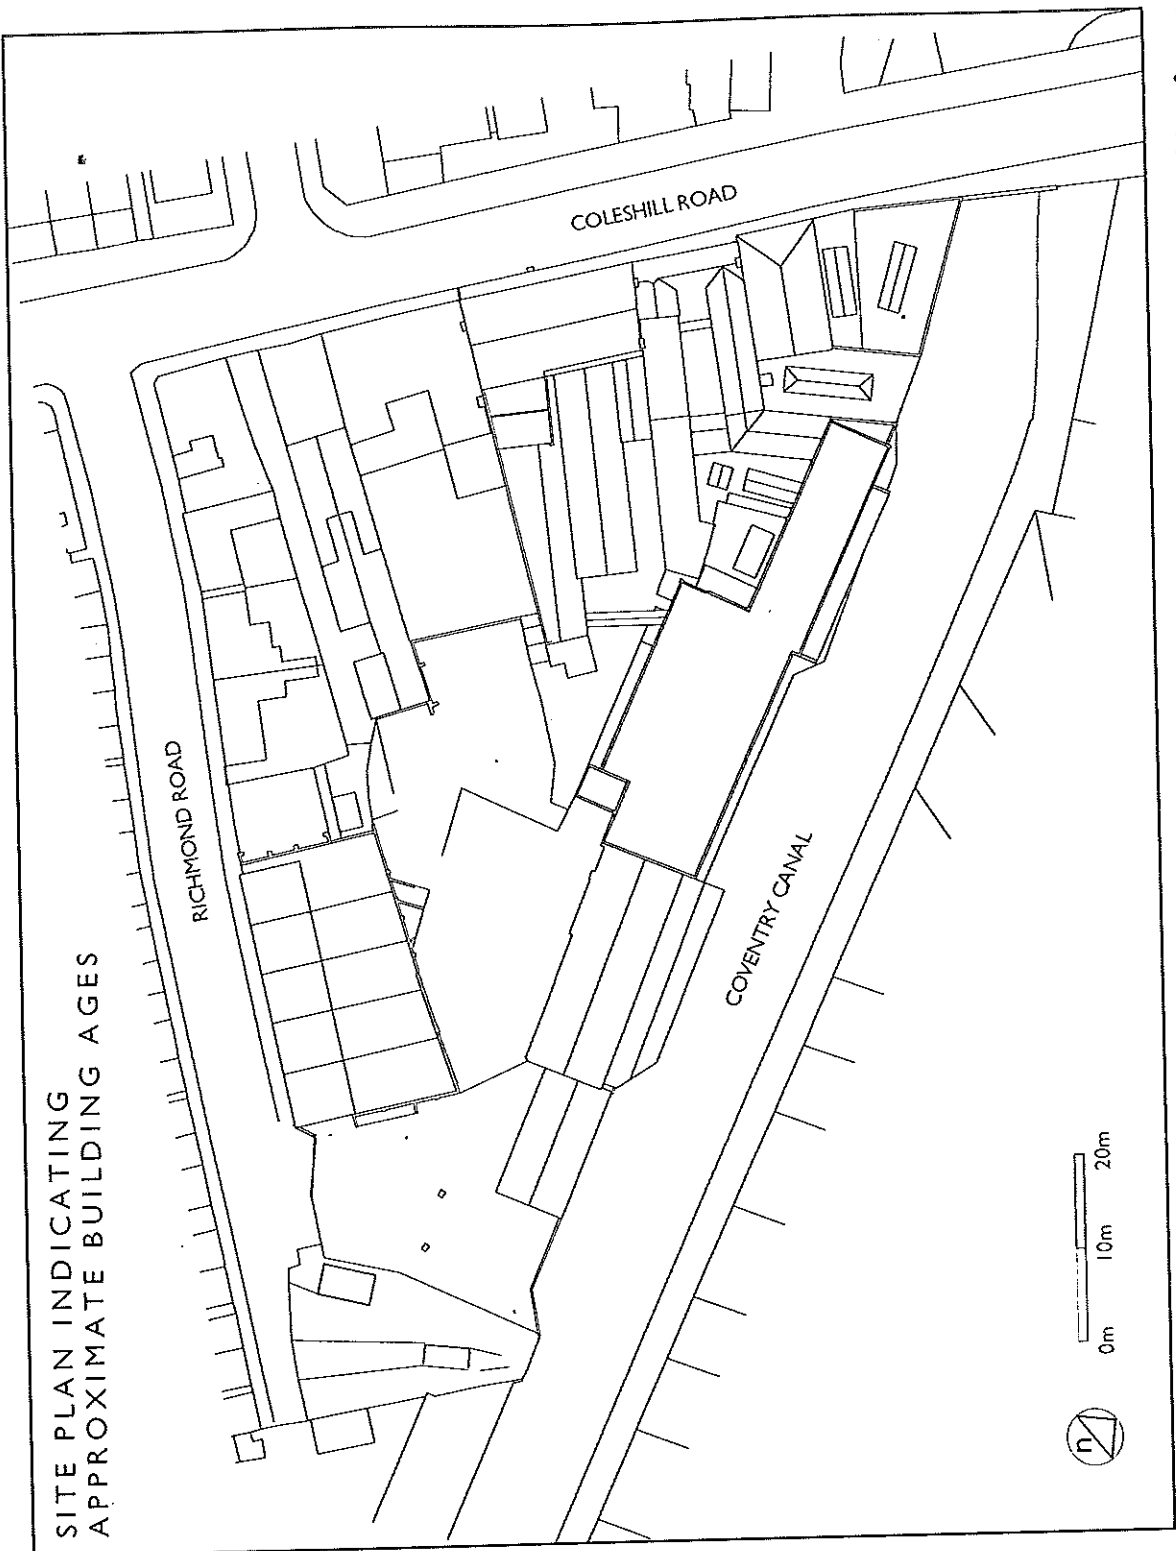 SITE PLAN INDICATING
APPROXIMATE BUILDING AGES
RICHMOND ROAD
COLESHILL ROAD
COVENTRY CANAL
n
0m 10m 20m